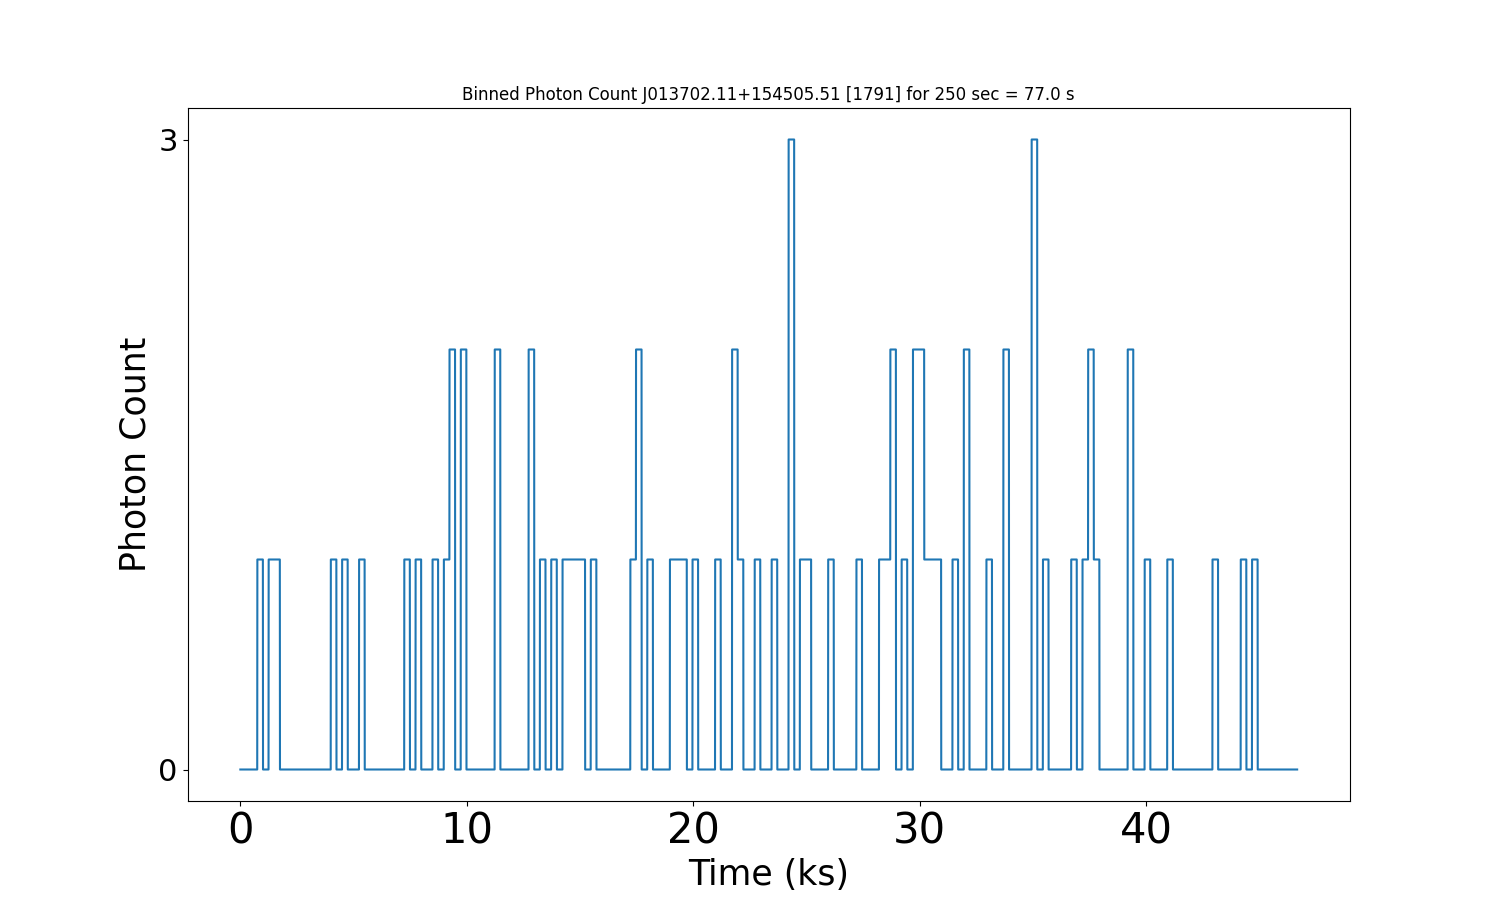 Binned Photon Count J013702.11+154505.51 [1791] for 250 sec = 77.0 s
3
Photon Count
0
0 10 20 30 40
Time (ks)